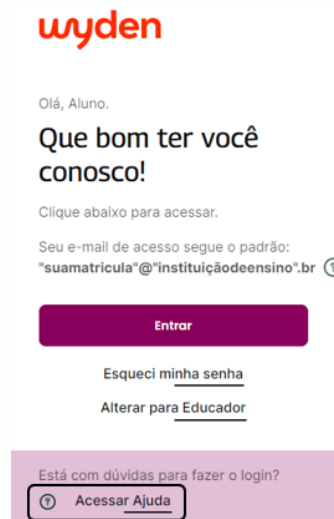 wyden
Olá, Aluno.
Que bom ter você
conosco!
Clique abaixo para acessar.
Seu e-mail de acesso segue o padrão:
"suamatricula"@"instituiçãodeensino".br
Entrar
Esqueci minha senha
Alterar para Educador
Está com dúvidas para fazer o login?
Acessar Ajuda